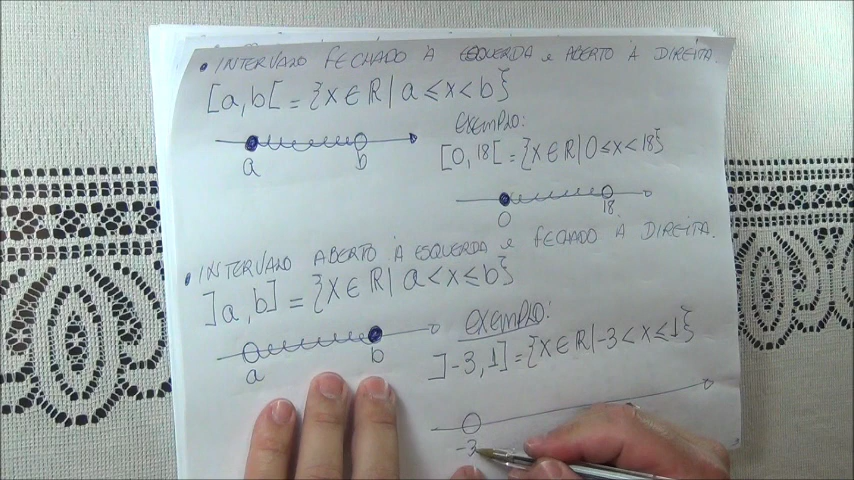 • INTERVALO FECHADO À ESQUERDA e ABERTO À DIREITA.
[a,b[ = {X ∈ R | a ≤ x < b}
a b
EXEMPLO:
[0,18[ = {X ∈ R | 0 ≤ x < 18}
0 18
• INTERVALO ABERTO À ESQUERDA e FECHADO À DIREITA.
]a,b] = {X ∈ R | a < x ≤ b}
a b
EXEMPLO:
]-3,1] = {X ∈ R | -3 < x ≤ 1}
-3